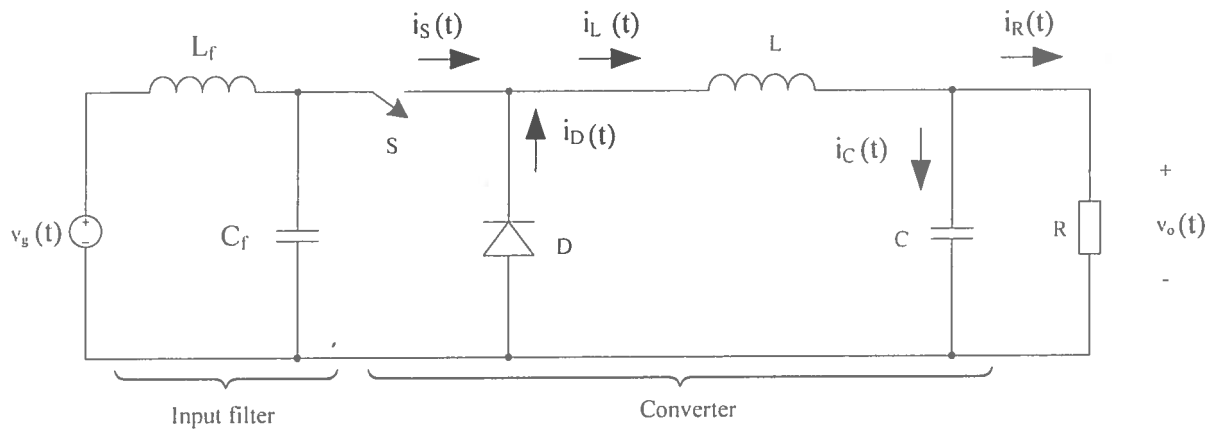 i_S(t)
i_L (t)
L
i_R(t)
L_f
S
i_D(t)
i_C(t)
+
v_g(t)
+
−
C_f
D
C
R
v_o(t)
-
Input filter
Converter